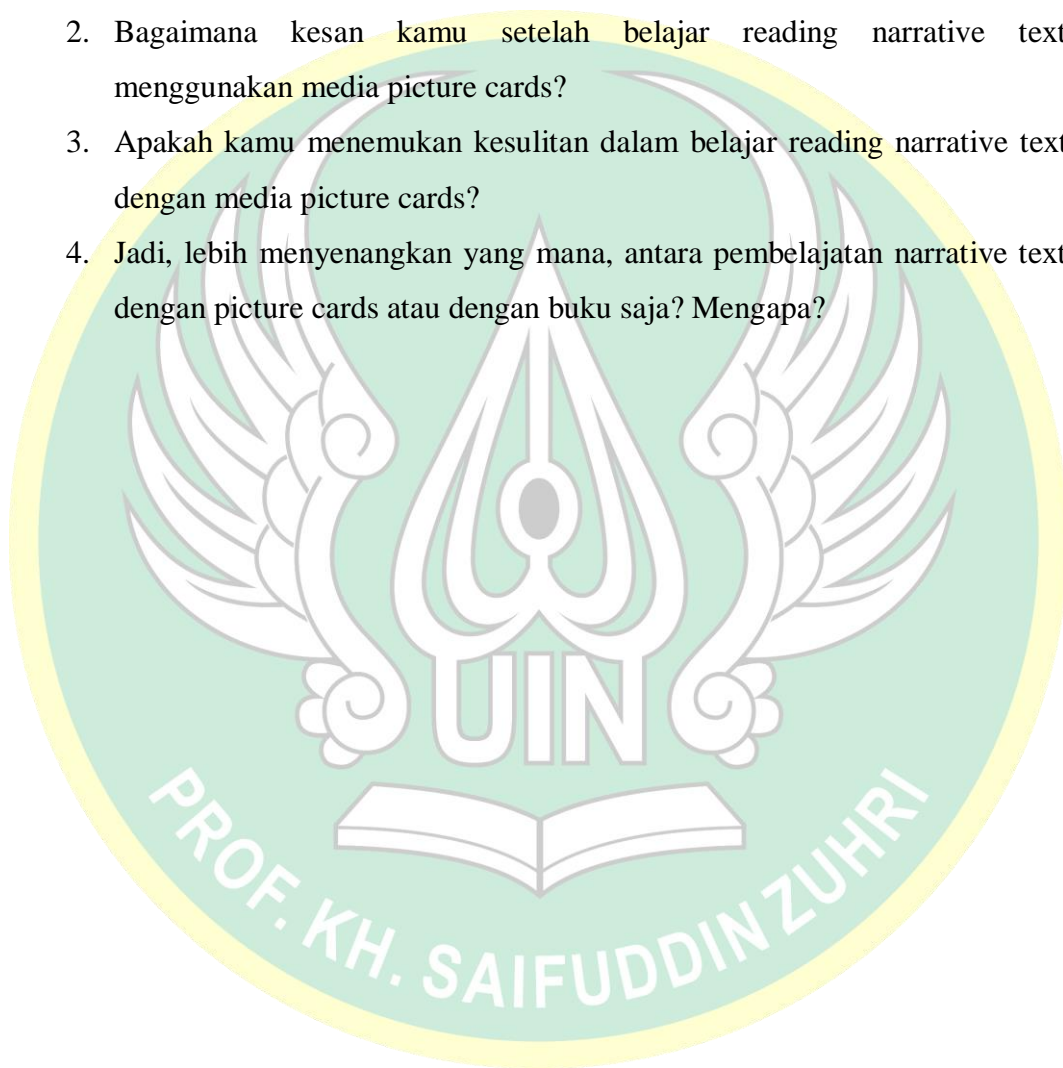 2. Bagaimana kesan kamu setelah belajar reading narrative text
menggunakan media picture cards?
3. Apakah kamu menemukan kesulitan dalam belajar reading narrative text
dengan media picture cards?
4. Jadi, lebih menyenangkan yang mana, antara pembelajatan narrative text
dengan picture cards atau dengan buku saja? Mengapa?
UIN
PROF. KH. SAIFUDDIN ZUHRI